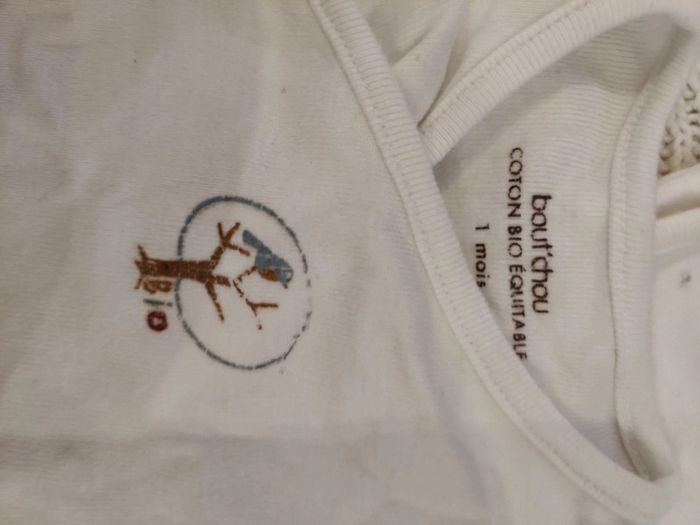 bout'chou
COTON BIO ÉQUITABLE
1 mois
Bio